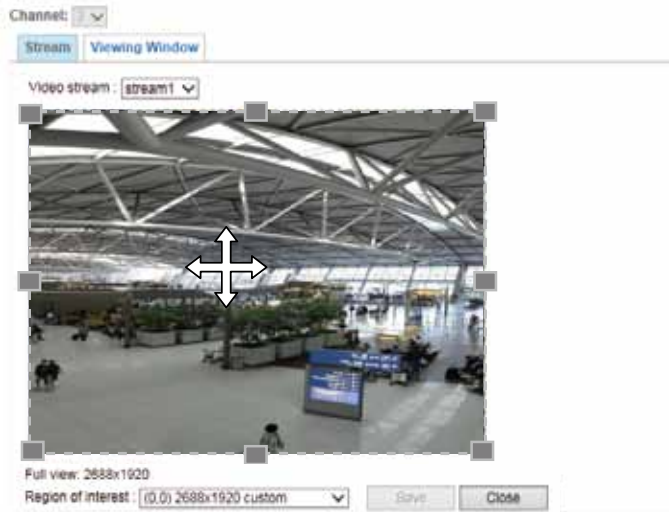 Channel:
Stream Viewing Window
Video stream : stream1
Full view: 2688x1920
Region of interest : (0,0) 2688x1920 custom Save Close